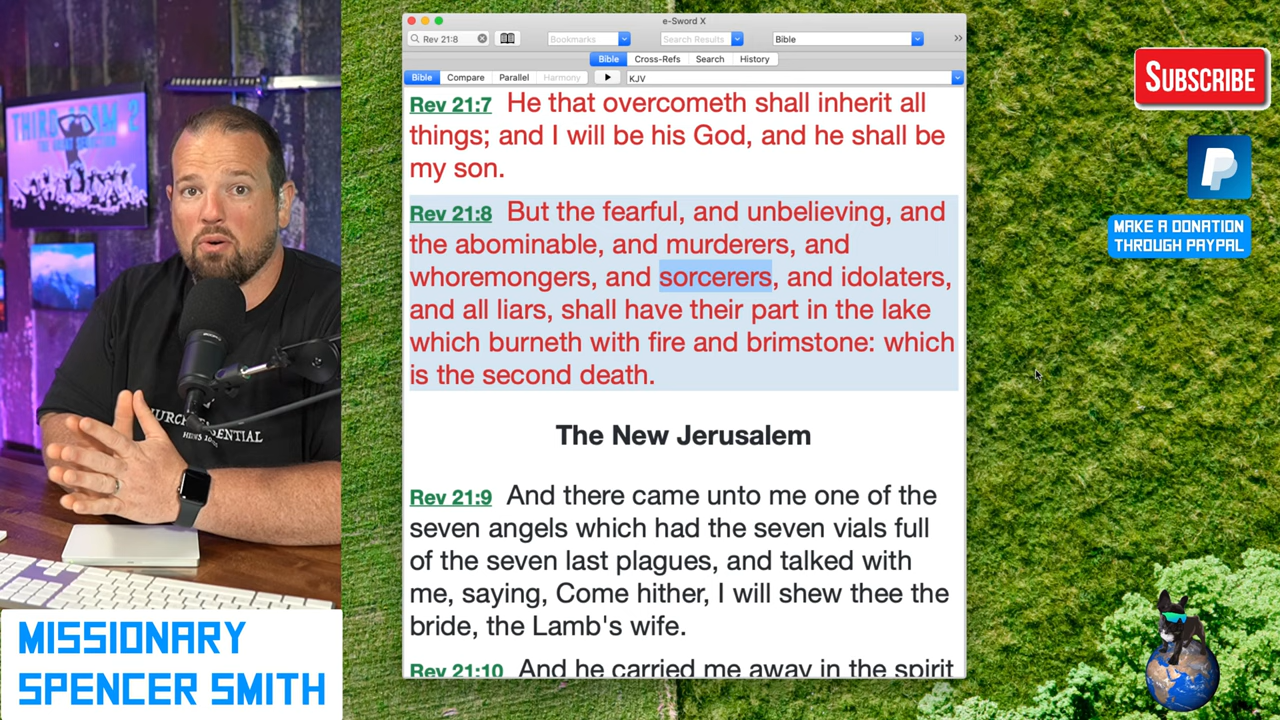 e-Sword X
Rev 21:8
Bookmarks
Search Results
Bible
Bible
Cross-Refs
Search
History
Bible
Compare
Parallel
Harmony
KJV
Rev 21:7 He that overcometh shall inherit all
things; and I will be his God, and he shall be
my son.
Rev 21:8 But the fearful, and unbelieving, and
the abominable, and murderers, and
whoremongers, and sorcerers, and idolaters,
and all liars, shall have their part in the lake
which burneth with fire and brimstone: which
is the second death.
The New Jerusalem
Rev 21:9 And there came unto me one of the
seven angels which had the seven vials full
of the seven last plagues, and talked with
me, saying, Come hither, I will shew thee the
bride, the Lamb's wife.
Rev 21:10 And he carried me away in the spirit
SUBSCRIBE
MAKE A DONATION
THROUGH PAYPAL
THIRD ADAM 2
MISSIONARY
SPENCER SMITH